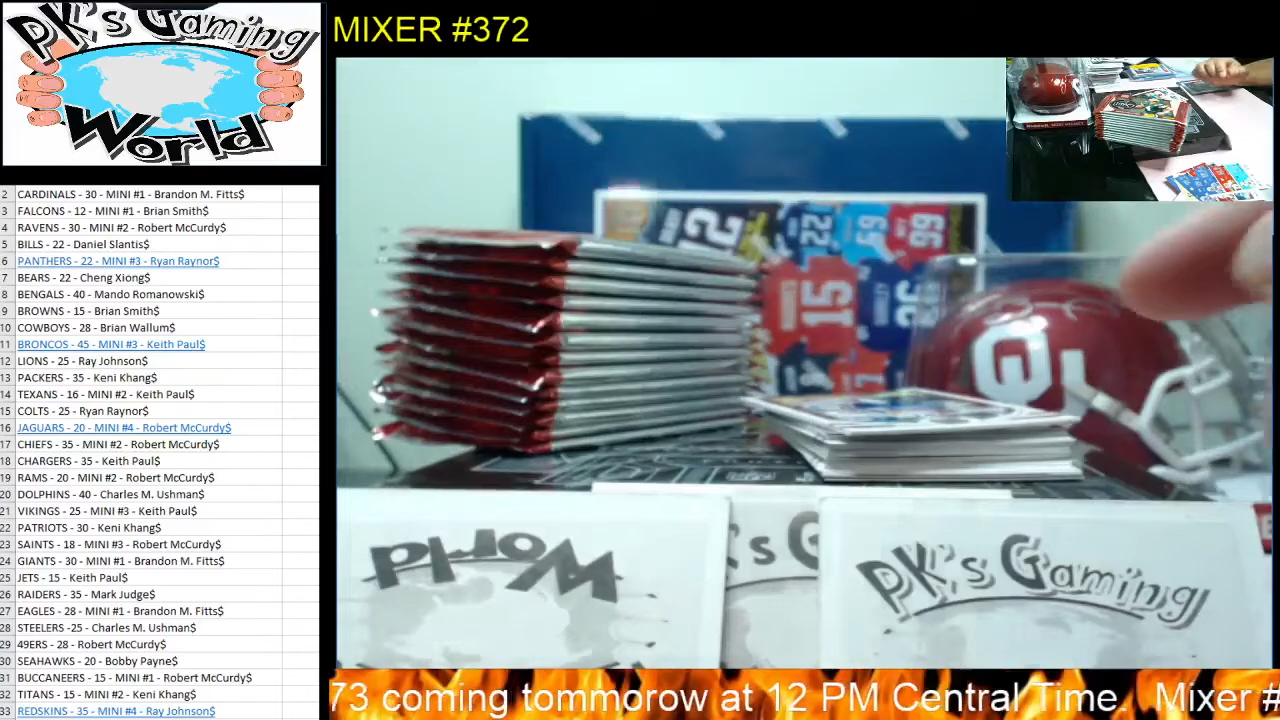 PK's Gaming
World
MIXER #372
2 CARDINALS - 30 - MINI #1 - Brandon M. Fitts$
3 FALCONS - 12 - MINI #1 - Brian Smith$
4 RAVENS - 30 - MINI #2 - Robert McCurdy$
5 BILLS - 22 - Daniel Slantis$
6 PANTHERS - 22 - MINI #3 - Ryan Raynor$
7 BEARS - 22 - Cheng Xiong$
8 BENGALS - 40 - Mando Romanowski$
9 BROWNS - 15 - Brian Smith$
10 COWBOYS - 28 - Brian Wallum$
11 BRONCOS - 45 - MINI #3 - Keith Paul$
12 LIONS - 25 - Ray Johnson$
13 PACKERS - 35 - Keni Khang$
14 TEXANS - 16 - MINI #2 - Keith Paul$
15 COLTS - 25 - Ryan Raynor$
16 JAGUARS - 20 - MINI #4 - Robert McCurdy$
17 CHIEFS - 35 - MINI #2 - Robert McCurdy$
18 CHARGERS - 35 - Keith Paul$
19 RAMS - 20 - MINI #2 - Robert McCurdy$
20 DOLPHINS - 40 - Charles M. Ushman$
21 VIKINGS - 25 - MINI #3 - Keith Paul$
22 PATRIOTS - 30 - Keni Khang$
23 SAINTS - 18 - MINI #3 - Robert McCurdy$
24 GIANTS - 30 - MINI #1 - Brandon M. Fitts$
25 JETS - 15 - Keith Paul$
26 RAIDERS - 35 - Mark Judge$
27 EAGLES - 28 - MINI #1 - Brandon M. Fitts$
28 STEELERS -25 - Charles M. Ushman$
29 49ERS - 28 - Robert McCurdy$
30 SEAHAWKS - 20 - Bobby Payne$
31 BUCCANEERS - 15 - MINI #1 - Robert McCurdy$
32 TITANS - 15 - MINI #2 - Keni Khang$
33 REDSKINS - 35 - MINI #4 - Ray Johnson$
12 22 99
15
World
's G
PK's Gaming
73 coming tommorow at 12 PM Central Time. Mixer #